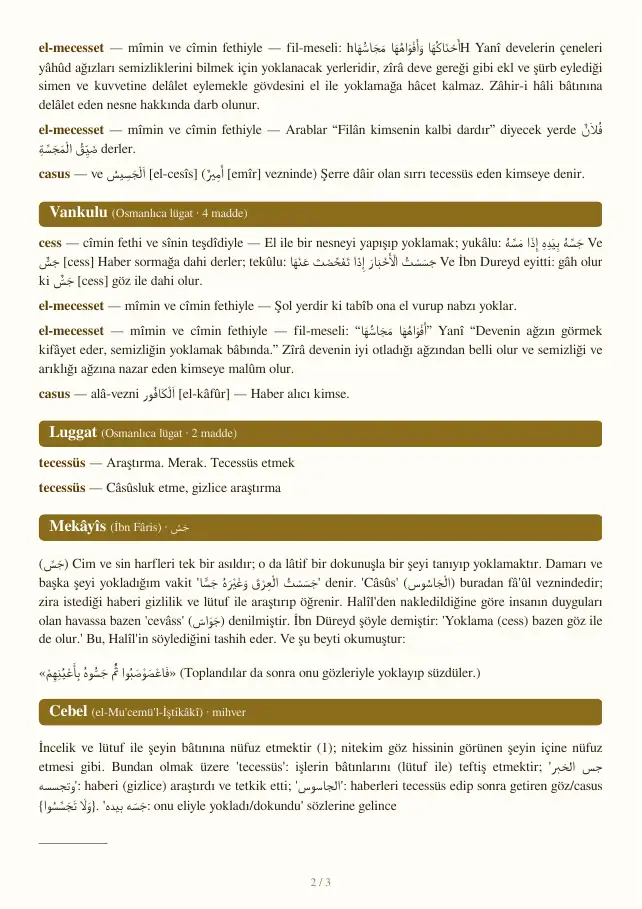 el-mecesset — mîmin ve cîmin fethiyle — fil-meseli: hأَحْنَاكُهَا وَأَفْوَاهُهَا مَجَاسُّهَاH Yanî develerin çeneleri
yâhûd ağızları semizliklerini bilmek için yoklanacak yerleridir, zîrâ deve gereği gibi ekl ve şürb eylediği
simen ve kuvvetine delâlet eylemekle gövdesini el ile yoklamağa hâcet kalmaz. Zâhir-i hâli bâtınına
delâlet eden nesne hakkında darb olunur.
el-mecesset — mîmin ve cîmin fethiyle — Arablar “Filân kimsenin kalbi dardır” diyecek yerde فُلَانٌ
ضَيِّقُ الْمَجَسَّةِ derler.
casus — ve اَلْجَسِيسُ [el-cesîs] (أَمِيرٌ [emîr] vezninde) Şerre dâir olan sırrı tecessüs eden kimseye denir.
Vankulu (Osmanlıca lügat · 4 madde)
cess — cîmin fethi ve sînin teşdîdiyle — El ile bir nesneyi yapışıp yoklamak; yukâlu: جَسَّهُ بِيَدِهِ إِذَا مَسَّهُ Ve
جَسٌّ [cess] Haber sormağa dahi derler; tekûlu: جَسَسْتُ الْأَخْبَارَ إِذَا تَفَحَّصْتَ عَنْهَا Ve İbn Dureyd eyitti: gâh olur
ki جَسٌّ [cess] göz ile dahi olur.
el-mecesset — mîmin ve cîmin fethiyle — Şol yerdir ki tabîb ona el vurup nabzı yoklar.
el-mecesset — mîmin ve cîmin fethiyle — fil-meseli: “أَفْوَاهُهَا مَجَاسُّهَا” Yanî “Devenin ağzın görmek
kifâyet eder, semizliğin yoklamak bâbında.” Zîrâ devenin iyi otladığı ağzından belli olur ve semizliği ve
arıklığı ağzına nazar eden kimseye malûm olur.
casus — alâ-vezni اَلْكَافُور [el-kâfûr] — Haber alıcı kimse.
Luggat (Osmanlıca lügat · 2 madde)
tecessüs — Araştırma. Merak. Tecessüs etmek
tecessüs — Câsûsluk etme, gizlice araştırma
Mekâyîs (İbn Fâris) · جَسّ
(جَسَّ) Cim ve sin harfleri tek bir asıldır; o da lâtif bir dokunuşla bir şeyi tanıyıp yoklamaktır. Damarı ve
başka şeyi yokladığım vakit 'جَسَسْتُ الْعِرْقَ وَغَيْرَهُ جَسًّا' denir. 'Câsûs' (الْجَاسُوس) buradan fâ'ûl veznindedir;
zira istediği haberi gizlilik ve lütuf ile araştırıp öğrenir. Halîl'den nakledildiğine göre insanın duyguları
olan havassa bazen 'cevâss' (جَوَاسّ) denilmiştir. İbn Düreyd şöyle demiştir: 'Yoklama (cess) bazen göz ile
de olur.' Bu, Halîl'in söylediğini tashih eder. Ve şu beyti okumuştur:
«فَاعْصَوْصَبُوا ثُمَّ جَسُّوهُ بِأَعْيُنِهِمْ» (Toplandılar da sonra onu gözleriyle yoklayıp süzdüler.)
Cebel (el-Mu'cemü'l-İştikâkî) · mihver
İncelik ve lütuf ile şeyin bâtınına nüfuz etmektir (1); nitekim göz hissinin görünen şeyin içine nüfuz
etmesi gibi. Bundan olmak üzere 'tecessüs': işlerin bâtınlarını (lütuf ile) teftiş etmektir; 'جس الخبر
وتجسسه': haberi (gizlice) araştırdı ve tetkik etti; 'الجاسوس': haberleri tecessüs edip sonra getiren göz/casus
{وَلَا تَجَسَّسُوا}. 'جَسَه بيده: onu eliyle yokladı/dokundu' sözlerine gelince
2 / 3